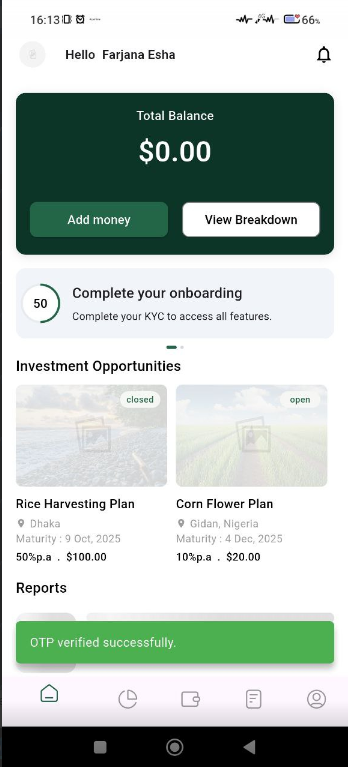 16:13
66%
Hello Farjana Esha
Total Balance
$0.00
Add money
View Breakdown
50
Complete your onboarding
Complete your KYC to access all features.
Investment Opportunities
closed
open
Rice Harvesting Plan
Corn Flower Plan
Dhaka
Gidan, Nigeria
Maturity : 9 Oct, 2025
Maturity : 4 Dec, 2025
50%p.a . $100.00
10%p.a . $20.00
Reports
OTP verified successfully.